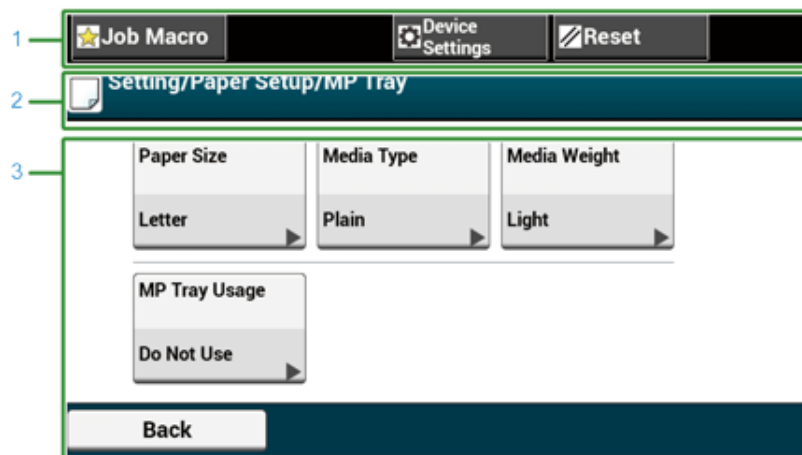 1
Job Macro
Device
Settings
Reset
2
Setting/Paper Setup/MP Tray
3
Paper Size
Media Type
Media Weight
Letter
Plain
Light
MP Tray Usage
Do Not Use
Back